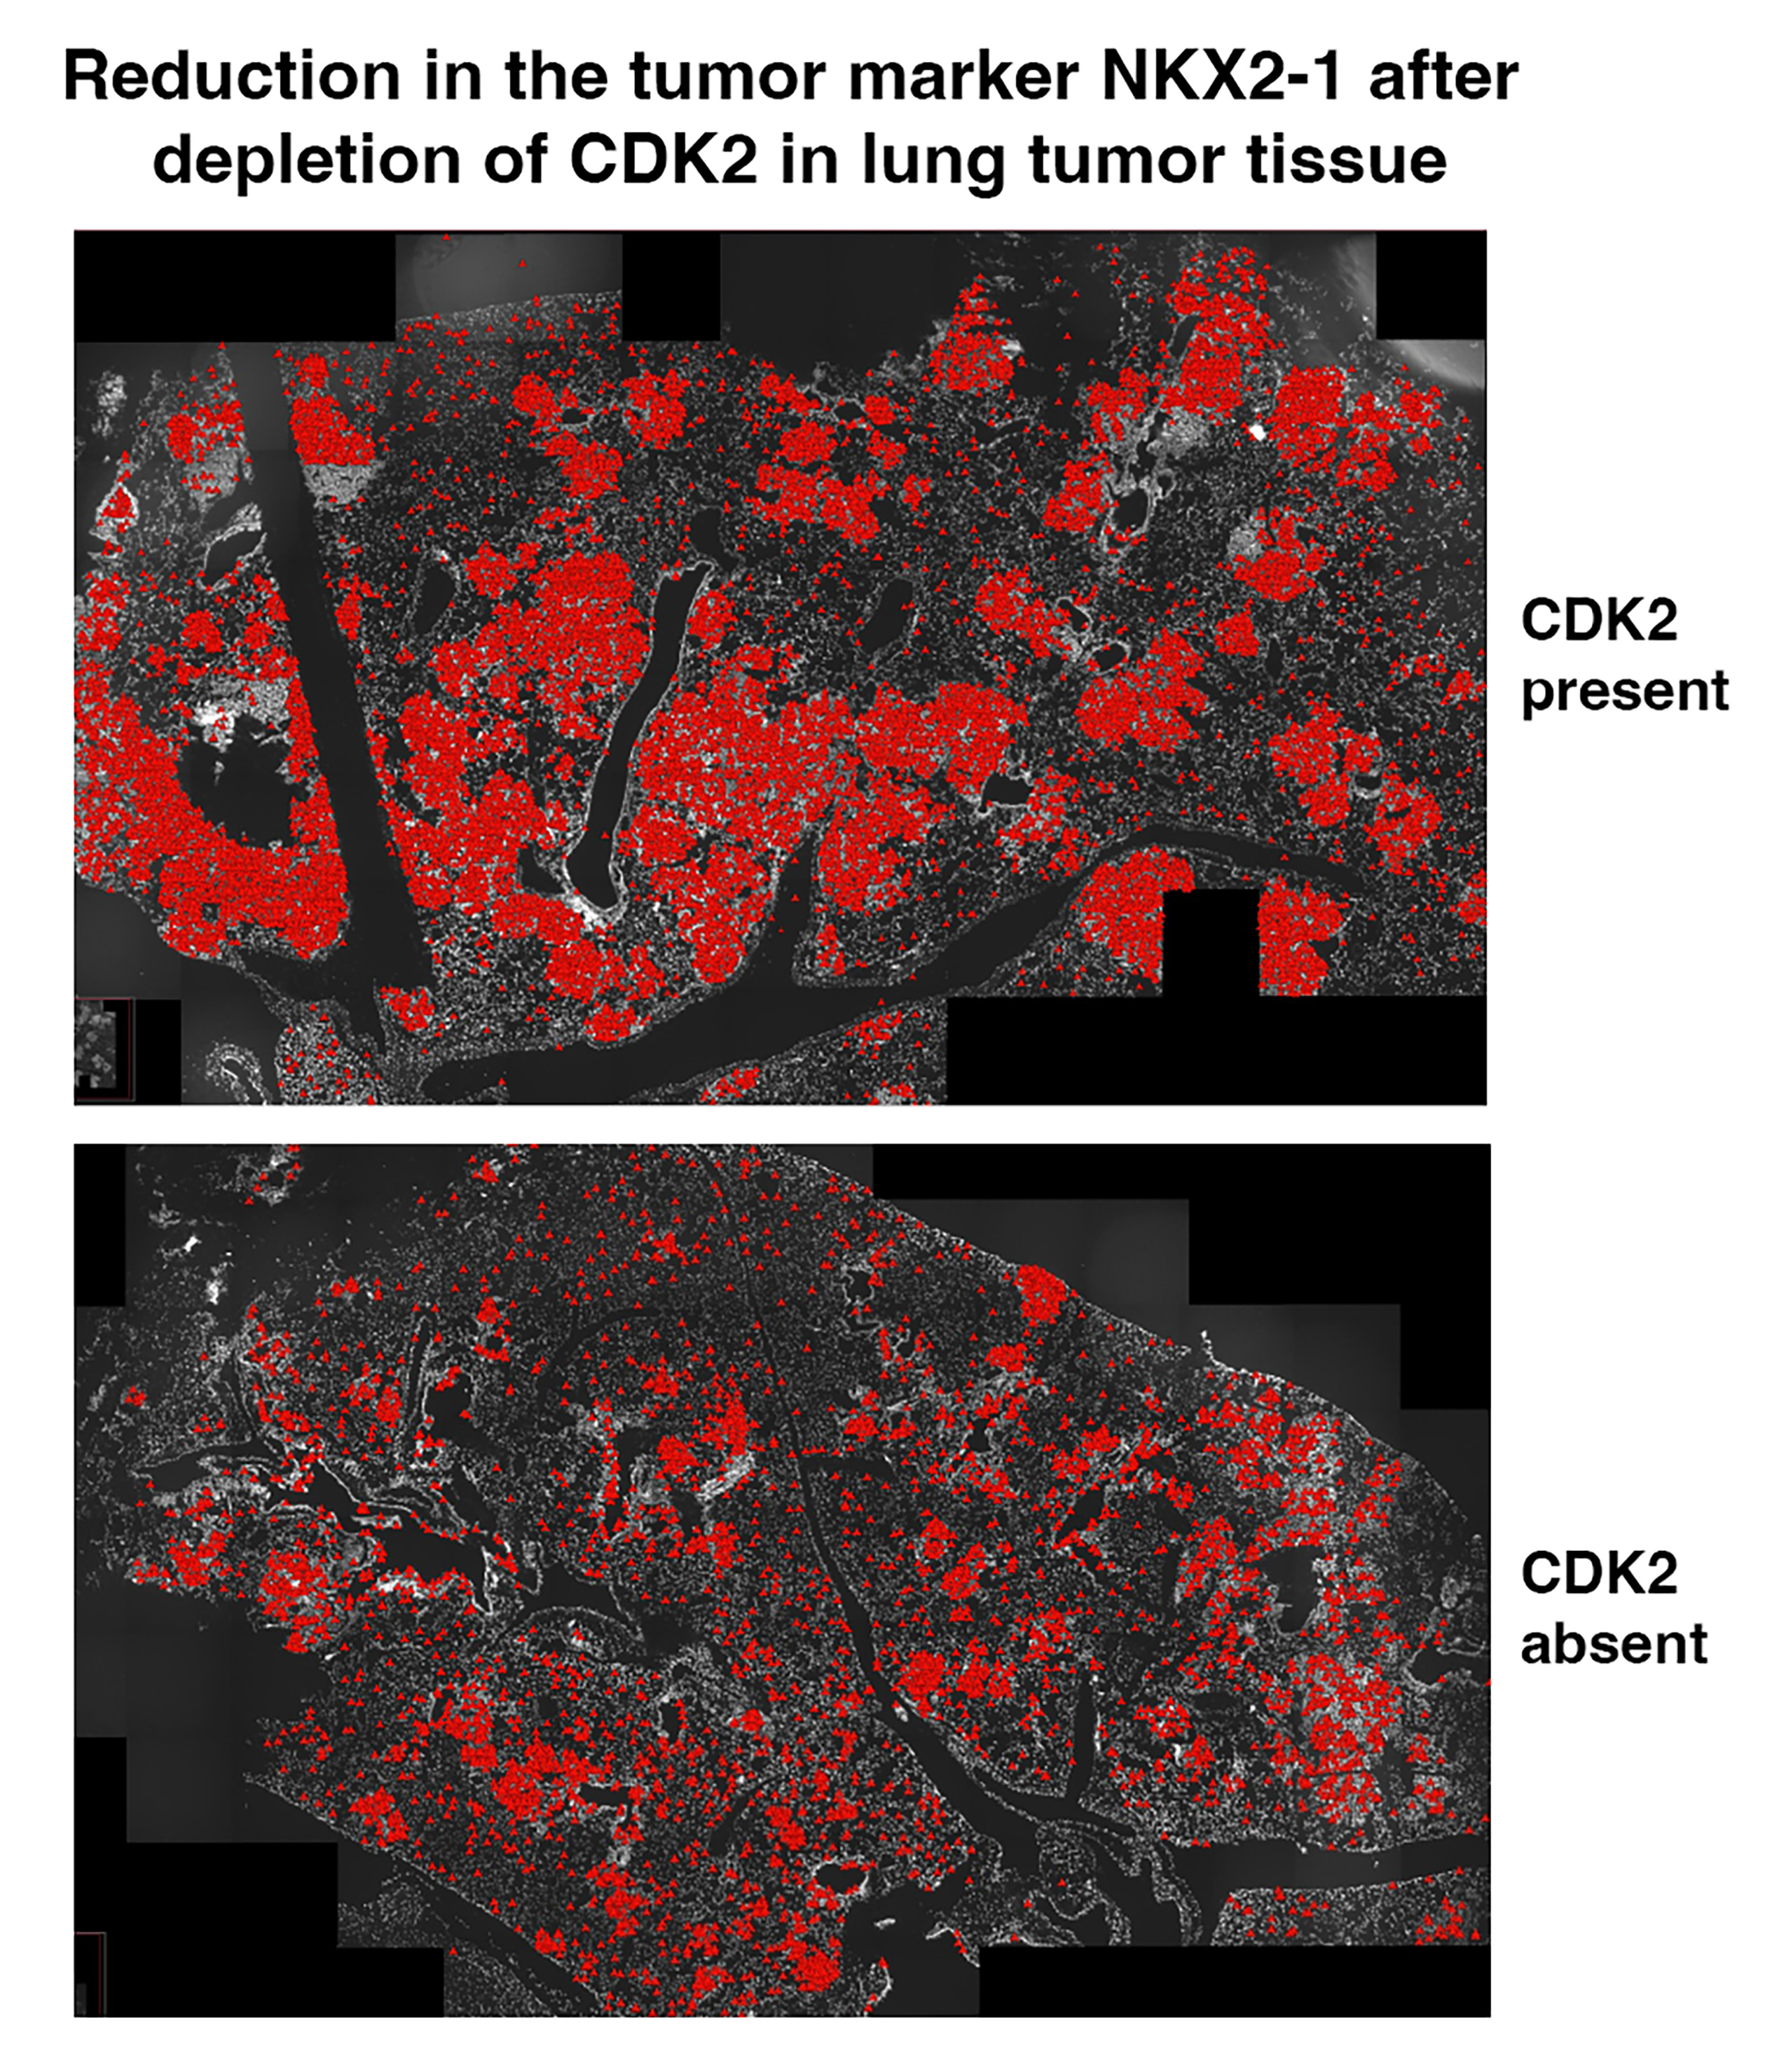 Reduction in the tumor marker NKX2-1 after
depletion of CDK2 in lung tumor tissue
CDK2
present
CDK2
absent